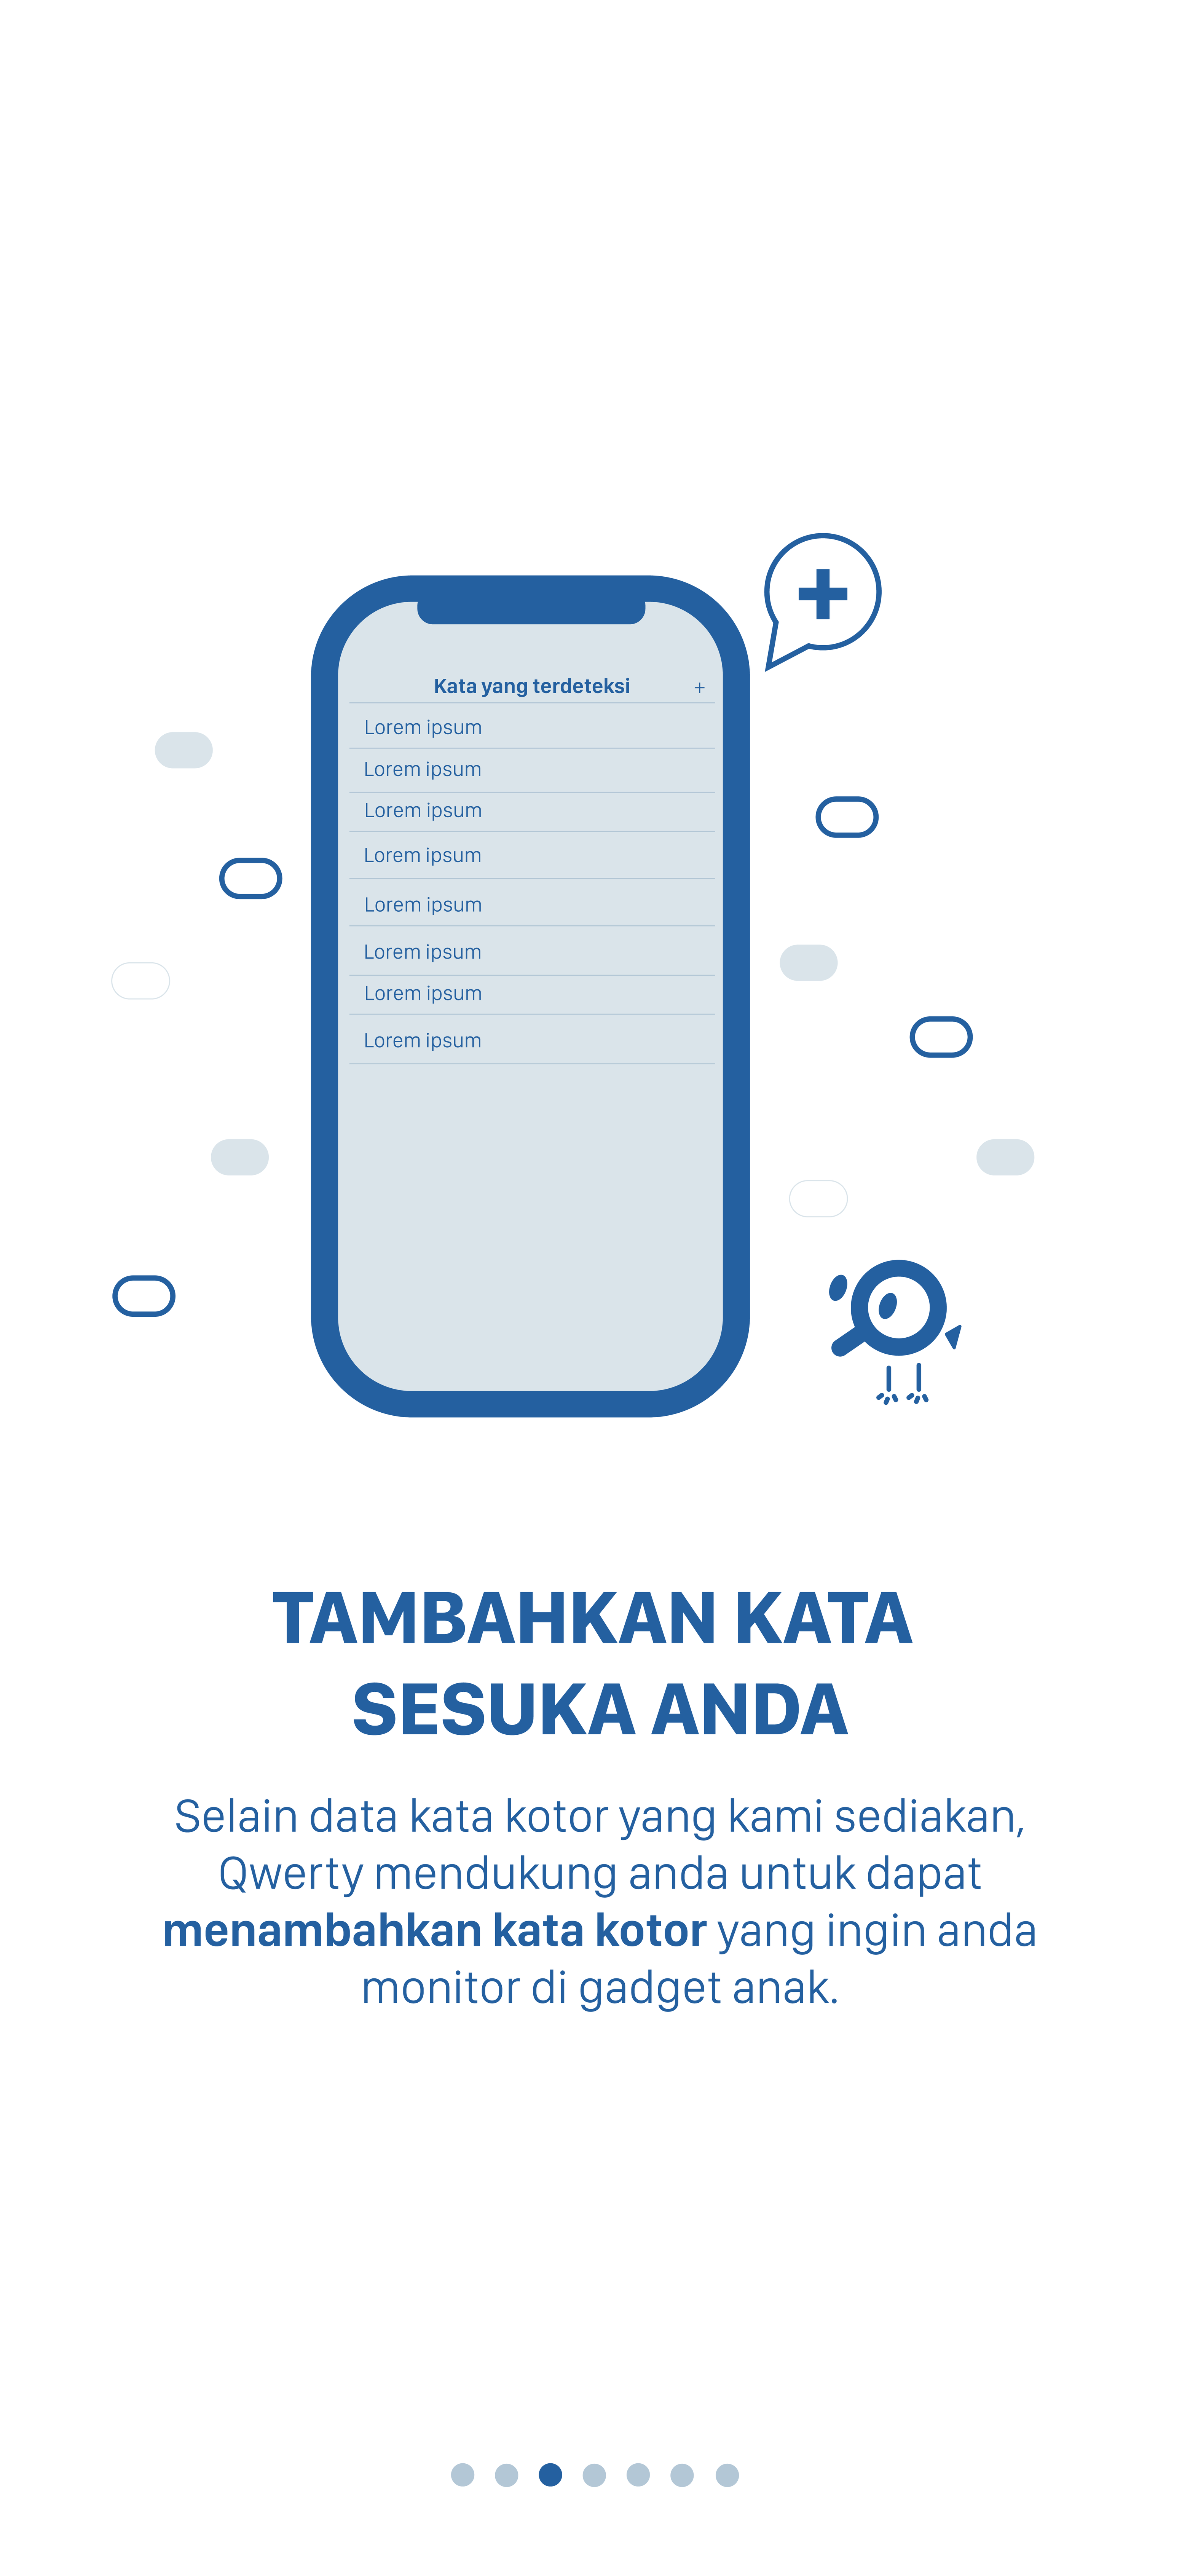 Kata yang terdeteksi +
Lorem ipsum
Lorem ipsum
Lorem ipsum
Lorem ipsum
Lorem ipsum
Lorem ipsum
Lorem ipsum
Lorem ipsum
TAMBAHKAN KATA
SESUKA ANDA
Selain data kata kotor yang kami sediakan,
Qwerty mendukung anda untuk dapat
menambahkan kata kotor yang ingin anda
monitor di gadget anak.